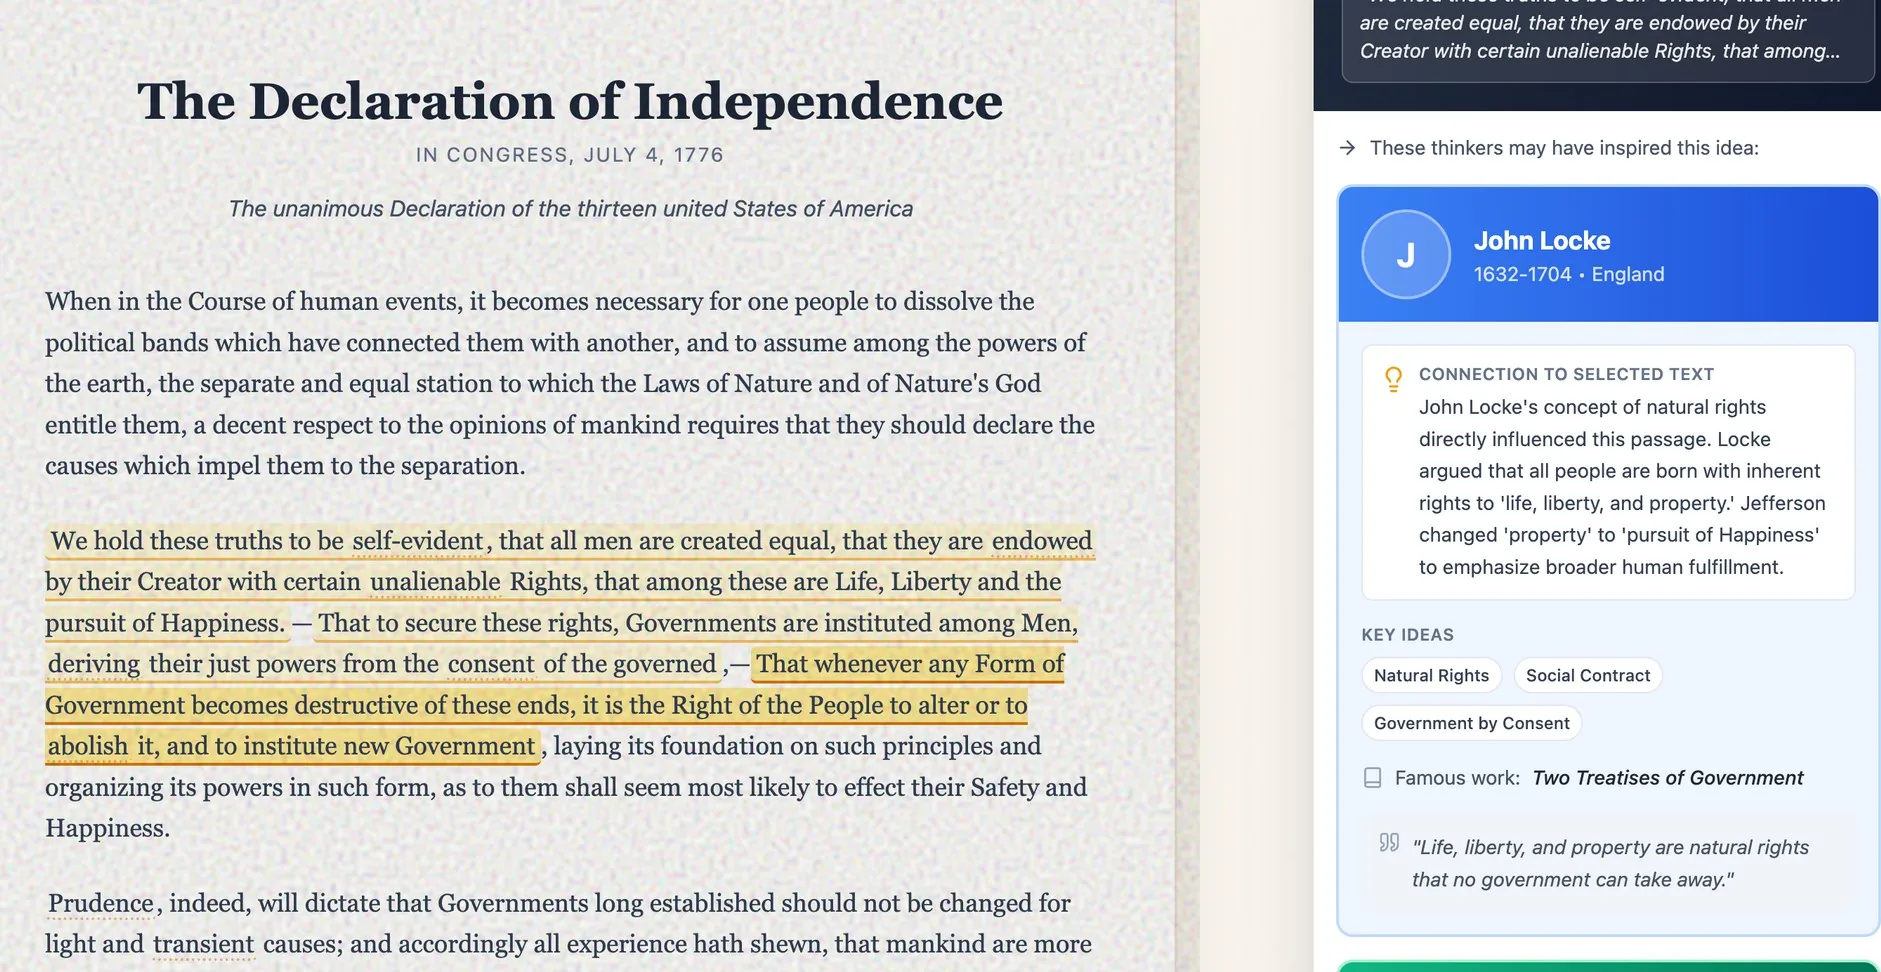 The Declaration of Independence
IN CONGRESS, JULY 4, 1776
The unanimous Declaration of the thirteen united States of America
When in the Course of human events, it becomes necessary for one people to dissolve the
political bands which have connected them with another, and to assume among the powers of
the earth, the separate and equal station to which the Laws of Nature and of Nature's God
entitle them, a decent respect to the opinions of mankind requires that they should declare the
causes which impel them to the separation.
We hold these truths to be self-evident, that all men are created equal, that they are endowed
by their Creator with certain unalienable Rights, that among these are Life, Liberty and the
pursuit of Happiness. — That to secure these rights, Governments are instituted among Men,
deriving their just powers from the consent of the governed ,— That whenever any Form of
Government becomes destructive of these ends, it is the Right of the People to alter or to
abolish it, and to institute new Government , laying its foundation on such principles and
organizing its powers in such form, as to them shall seem most likely to effect their Safety and
Happiness.
Prudence, indeed, will dictate that Governments long established should not be changed for
light and transient causes; and accordingly all experience hath shewn, that mankind are more
"We hold these truths to be self-evident, that all men
are created equal, that they are endowed by their
Creator with certain unalienable Rights, that among...
→ These thinkers may have inspired this idea:
J
John Locke
1632-1704 • England
CONNECTION TO SELECTED TEXT
John Locke's concept of natural rights
directly influenced this passage. Locke
argued that all people are born with inherent
rights to 'life, liberty, and property.' Jefferson
changed 'property' to 'pursuit of Happiness'
to emphasize broader human fulfillment.
KEY IDEAS
Natural Rights
Social Contract
Government by Consent
Famous work: Two Treatises of Government
"Life, liberty, and property are natural rights
that no government can take away."